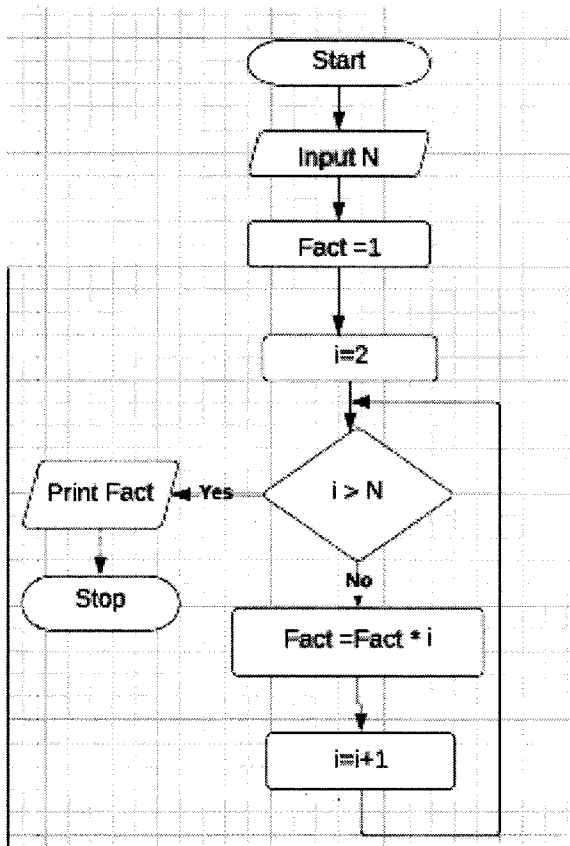 Start
Input N
Fact =1
i=2
i > N
Yes
Print Fact
Stop
No
Fact =Fact * i
i=i+1